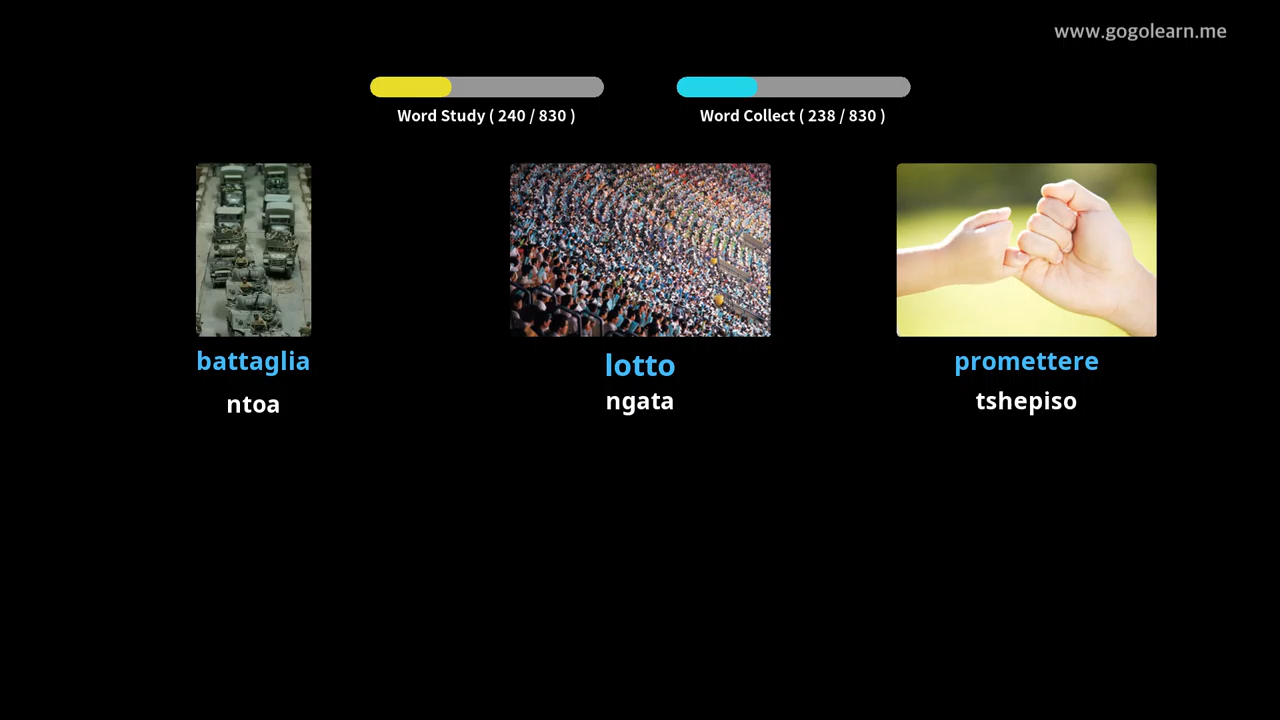 www.gogolearn.me
Word Study ( 240 / 830 )
Word Collect ( 238 / 830 )
battaglia
ntoa
lotto
ngata
promettere
tshepiso